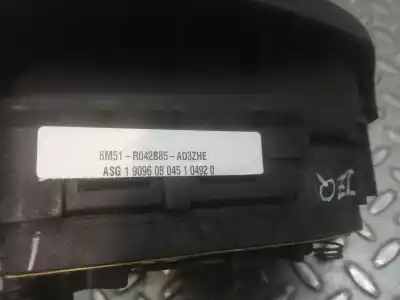 6M51-R042B85-AD3ZHE
ASG 1 9096 08 045 1 0492 0